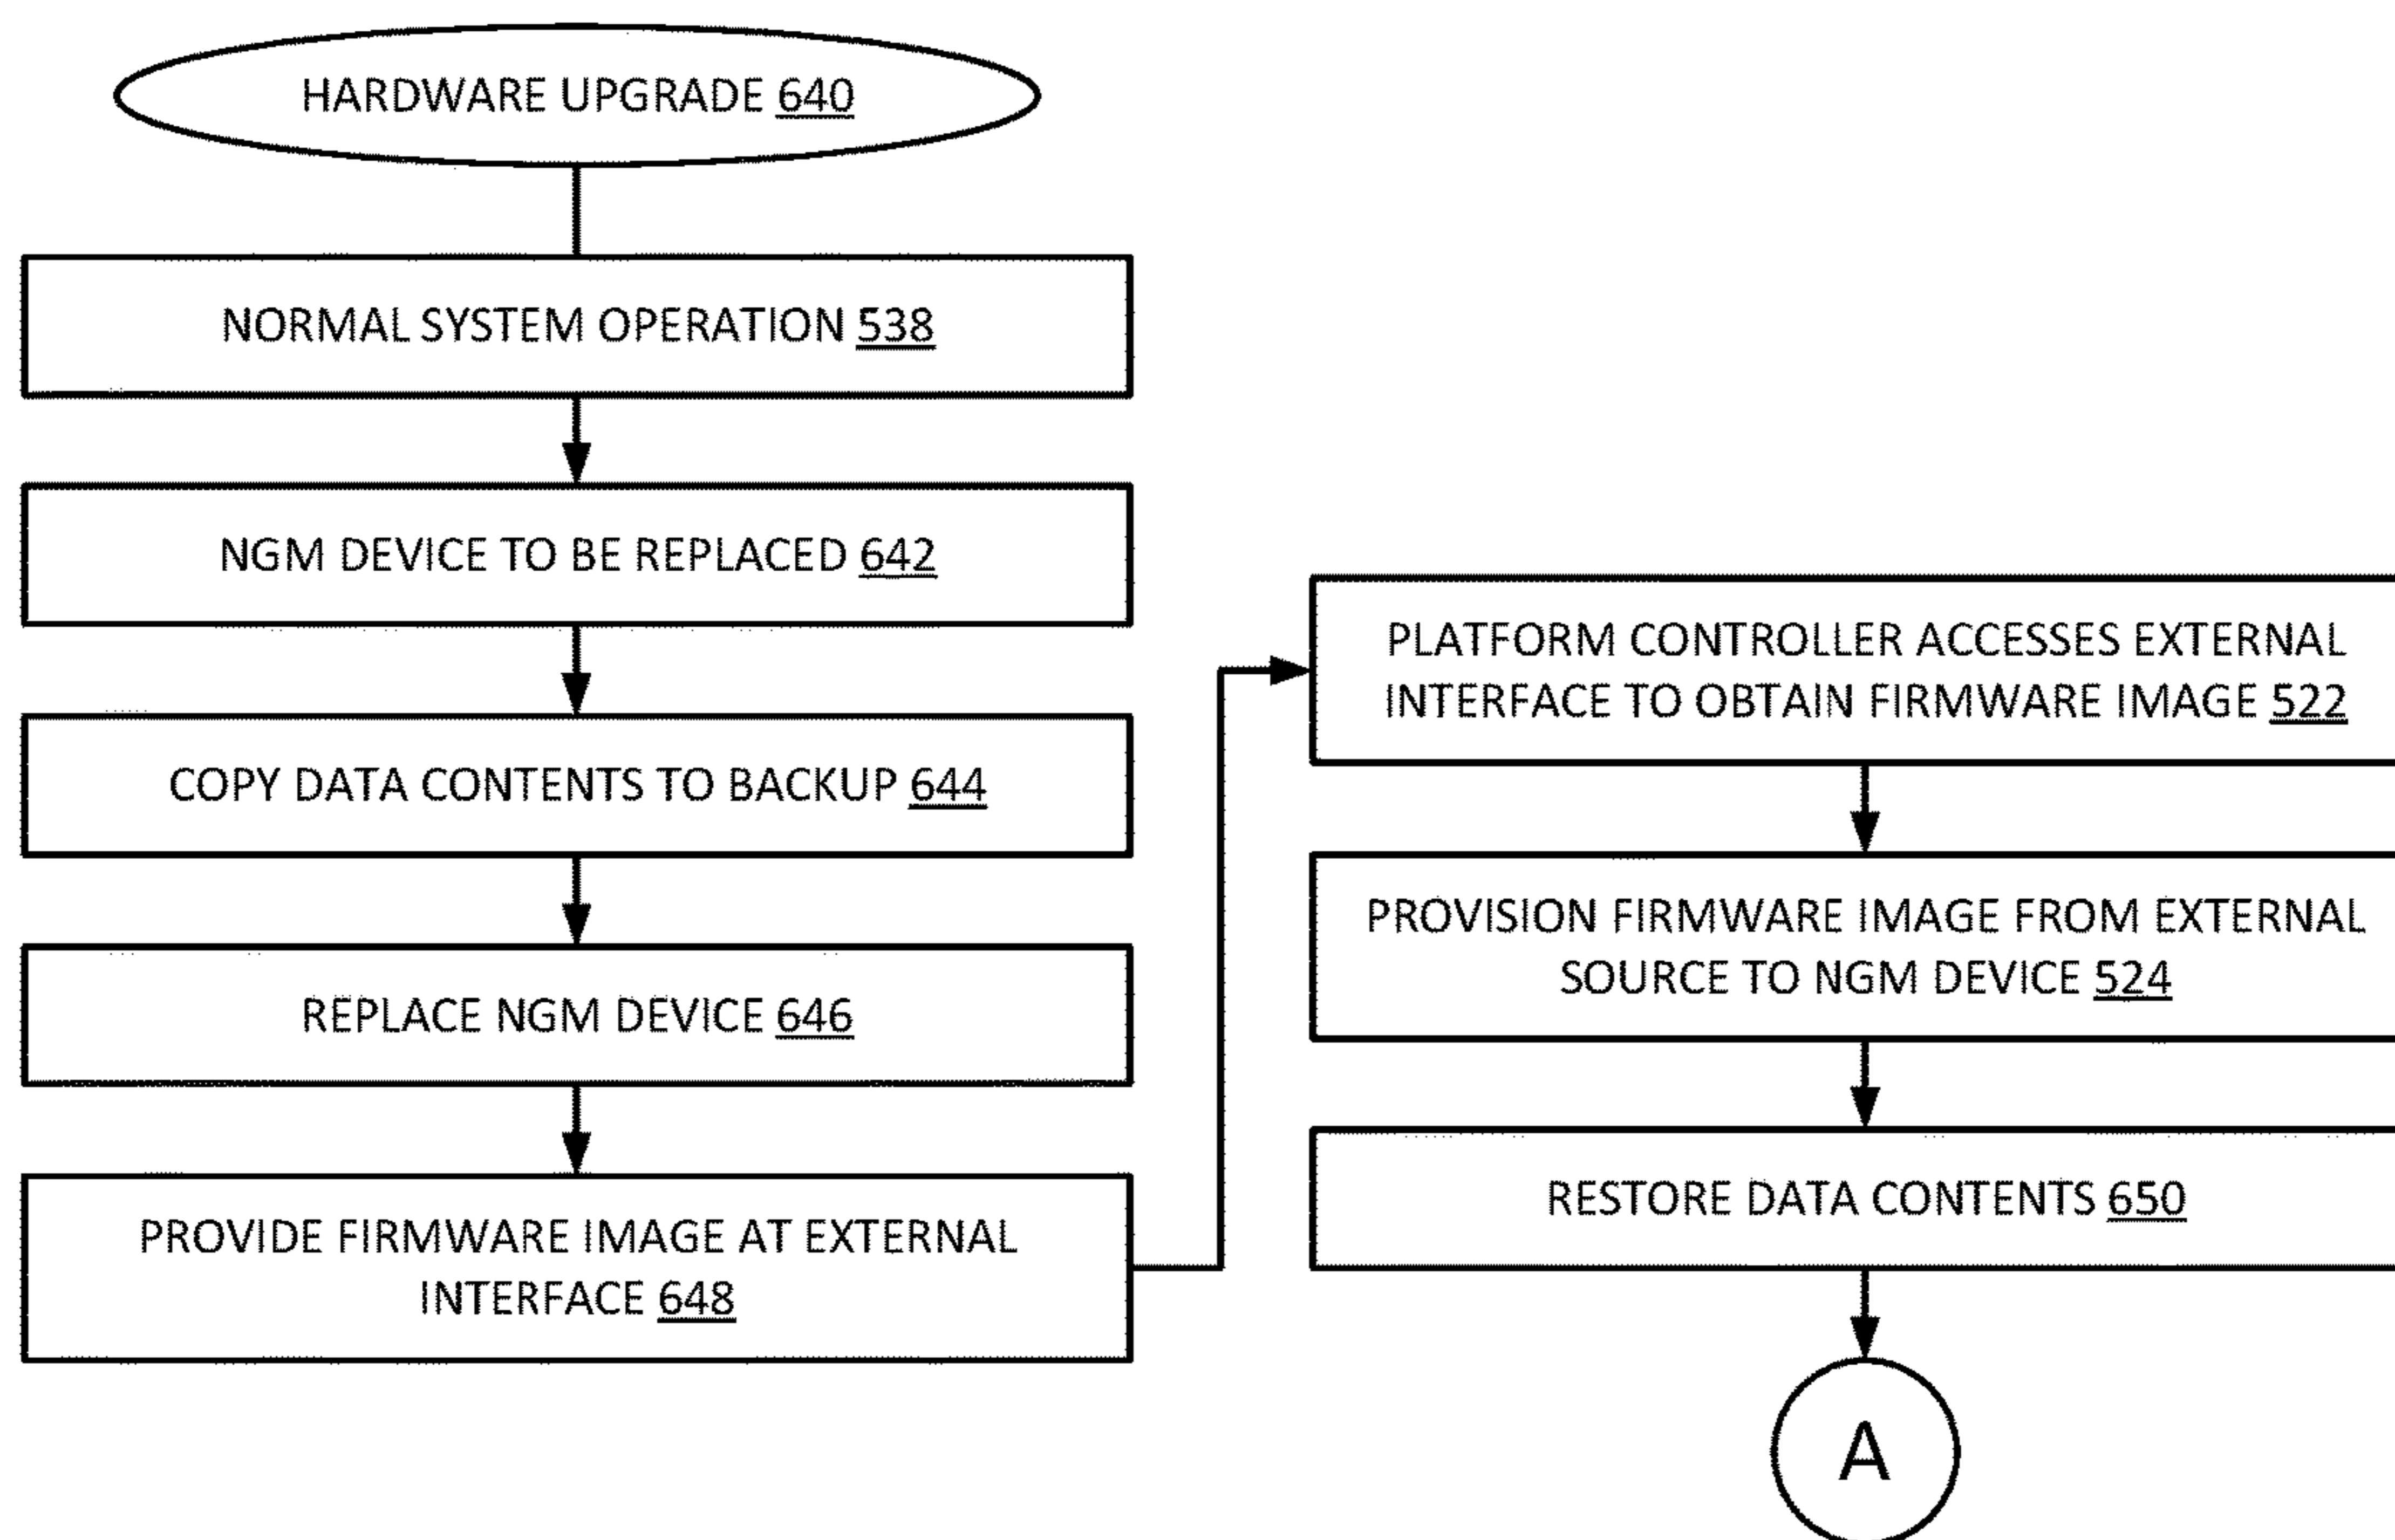 HARDWARE UPGRADE 640
NORMAL SYSTEM OPERATION 538
NGM DEVICE TO BE REPLACED 642
COPY DATA CONTENTS TO BACKUP 644
REPLACE NGM DEVICE 646
PROVIDE FIRMWARE IMAGE AT EXTERNAL
INTERFACE 648
PLATFORM CONTROLLER ACCESSES EXTERNAL
INTERFACE TO OBTAIN FIRMWARE IMAGE 522
PROVISION FIRMWARE IMAGE FROM EXTERNAL
SOURCE TO NGM DEVICE 524
RESTORE DATA CONTENTS 650
A